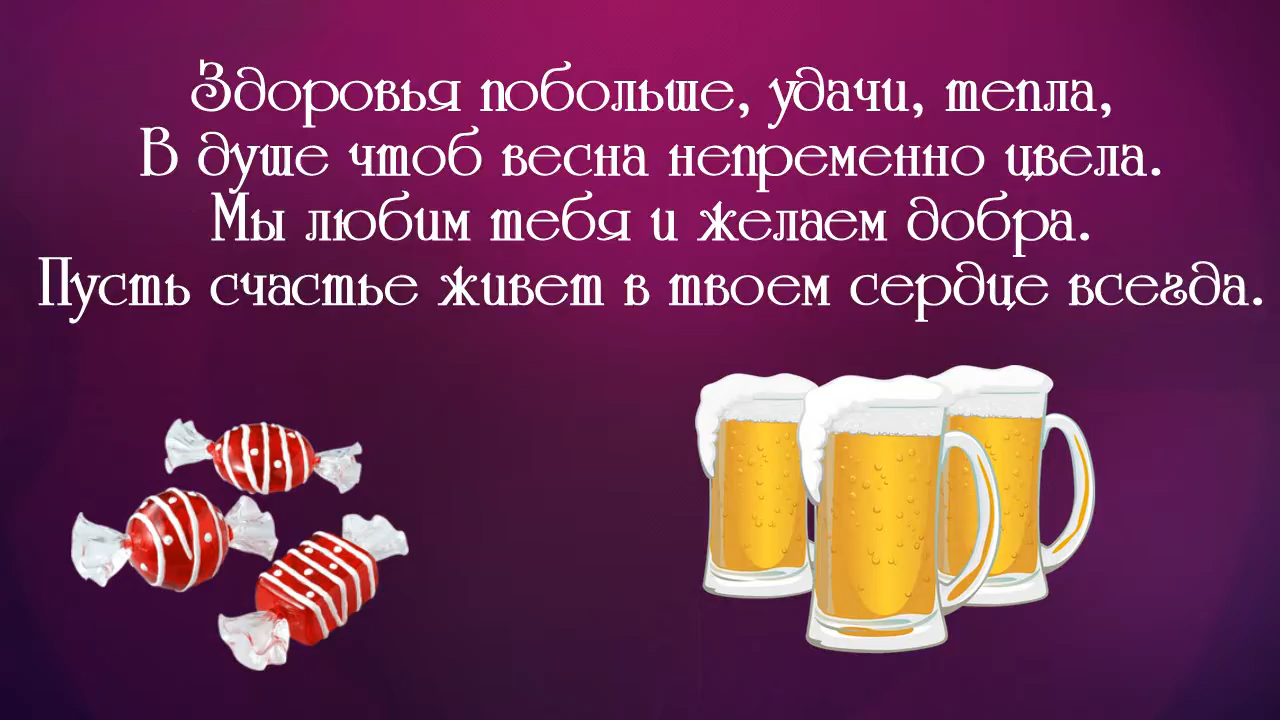 Здоровья побольше, удачи, тепла,
В душе чтоб весна непременно цвела.
Мы любим тебя и желаем добра.
Пусть счастье живет в твоем сердце всегда.